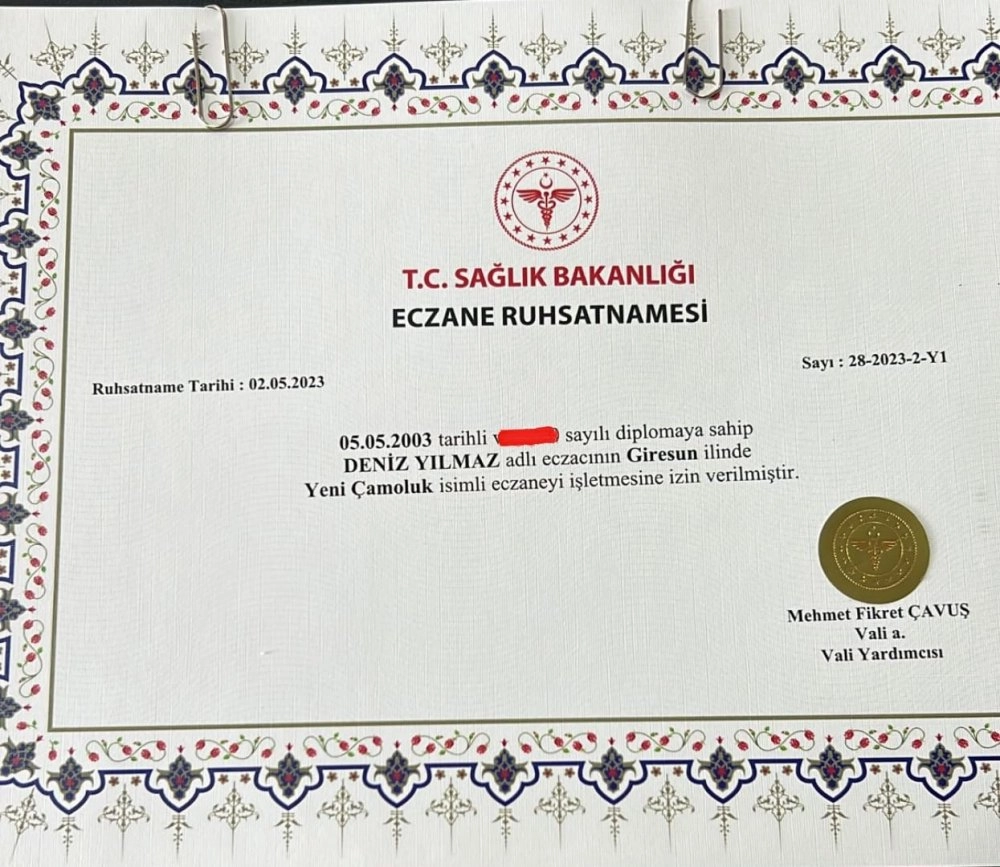 T.C. SAĞLIK BAKANLIĞI
ECZANE RUHSATNAMESİ
Ruhsatname Tarihi : 02.05.2023
Sayı : 28-2023-2-Y1
05.05.2003 tarihli sayılı diplomaya sahip
DENİZ YILMAZ adlı eczacının Giresun ilinde
Yeni Çamoluk isimli eczaneyi işletmesine izin verilmiştir.
Mehmet Fikret ÇAVUŞ
Vali a.
Vali Yardımcısı